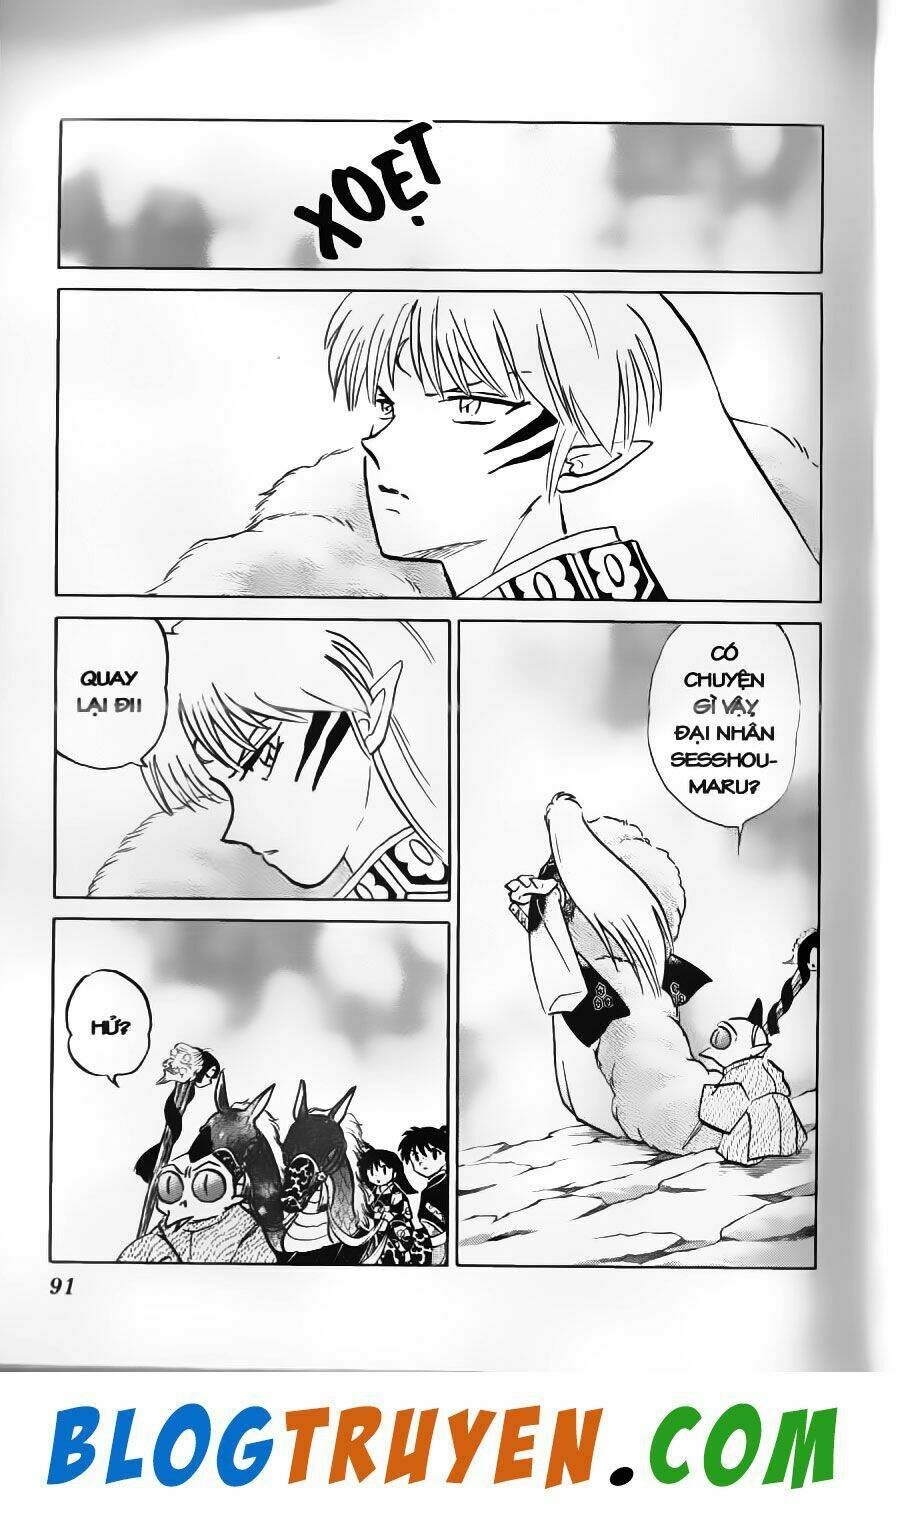 XOẸT
CÓ
CHUYỆN
GÌ VẬY,
ĐẠI NHÂN
SESSHOU-
MARU?
QUAY
LẠI ĐI!
HỬ?
91
BLOGTRUYEN.COM